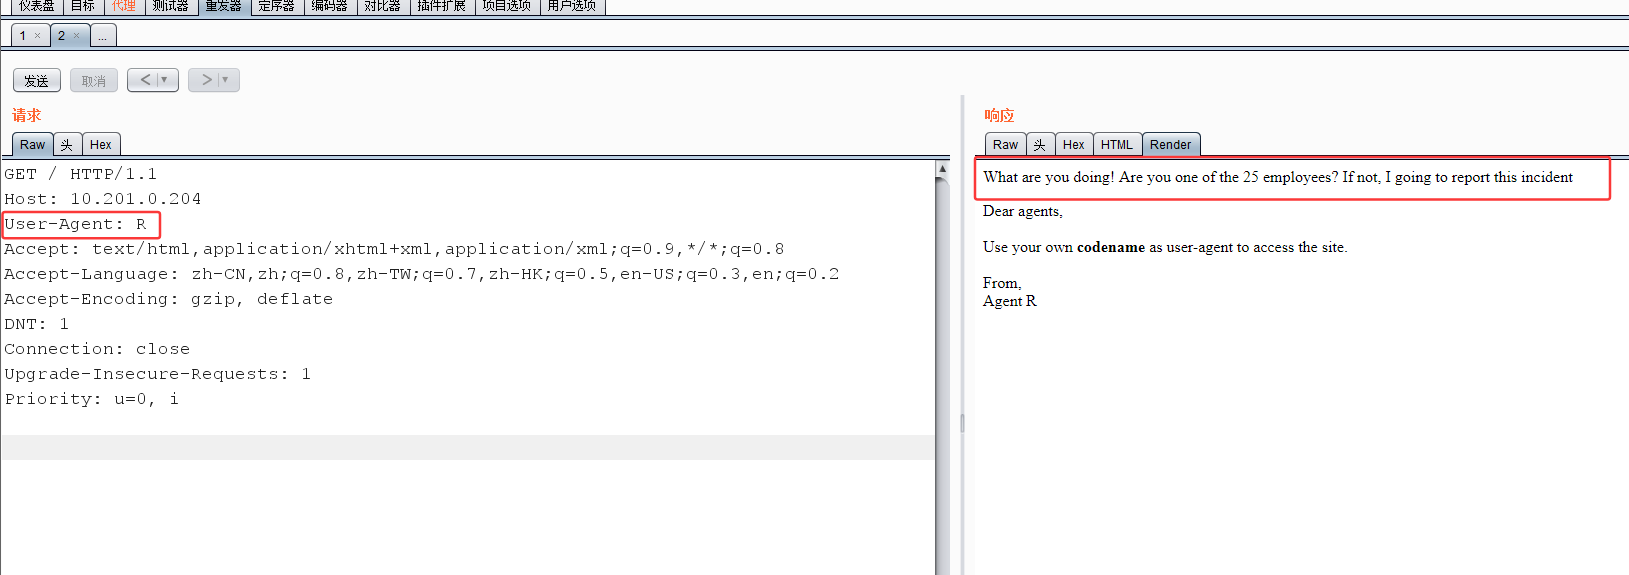 仪表盘 目标 代理 测试器 重发器 定序器 编码器 对比器 插件扩展 项目选项 用户选项
1 × 2 × ...
发送 取消 < ▼ > ▼
请求
Raw 头 Hex
GET / HTTP/1.1
Host: 10.201.0.204
User-Agent: R
Accept: text/html,application/xhtml+xml,application/xml;q=0.9,*/*;q=0.8
Accept-Language: zh-CN,zh;q=0.8,zh-TW;q=0.7,zh-HK;q=0.5,en-US;q=0.3,en;q=0.2
Accept-Encoding: gzip, deflate
DNT: 1
Connection: close
Upgrade-Insecure-Requests: 1
Priority: u=0, i
响应
Raw 头 Hex HTML Render
What are you doing! Are you one of the 25 employees? If not, I going to report this incident
Dear agents,
Use your own codename as user-agent to access the site.
From,
Agent R